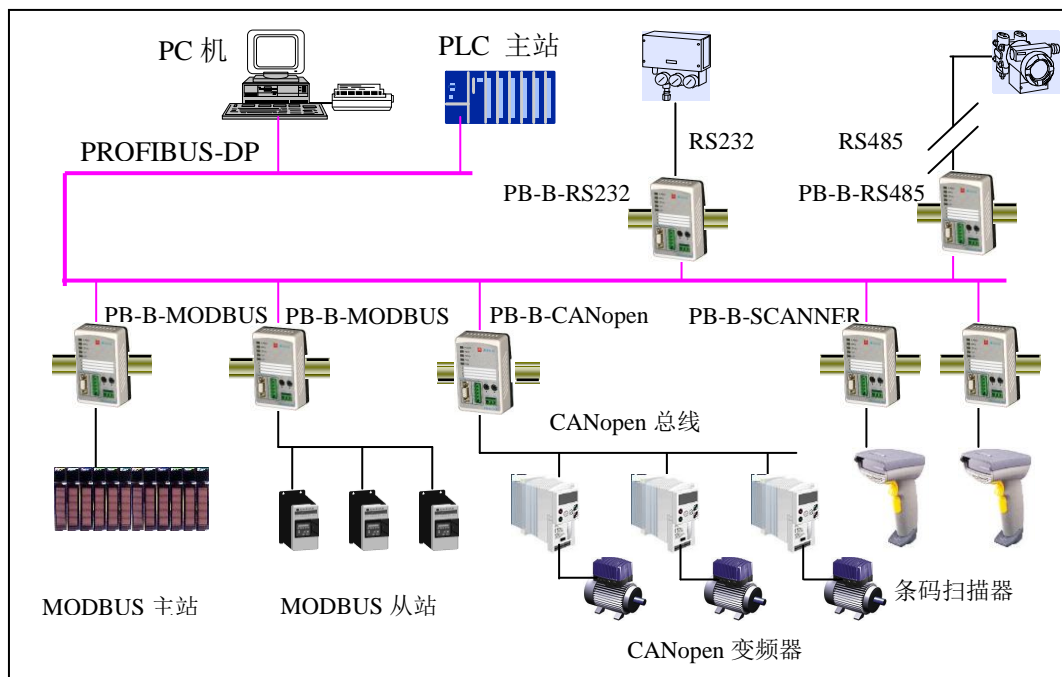 PC 机
PLC 主站
RS232
RS485
PROFIBUS-DP
PB-B-RS232
PB-B-RS485
PB-B-MODBUS
PB-B-MODBUS
PB-B-CANopen
PB-B-SCANNER
CANopen 总线
MODBUS 主站
MODBUS 从站
条码扫描器
CANopen 变频器